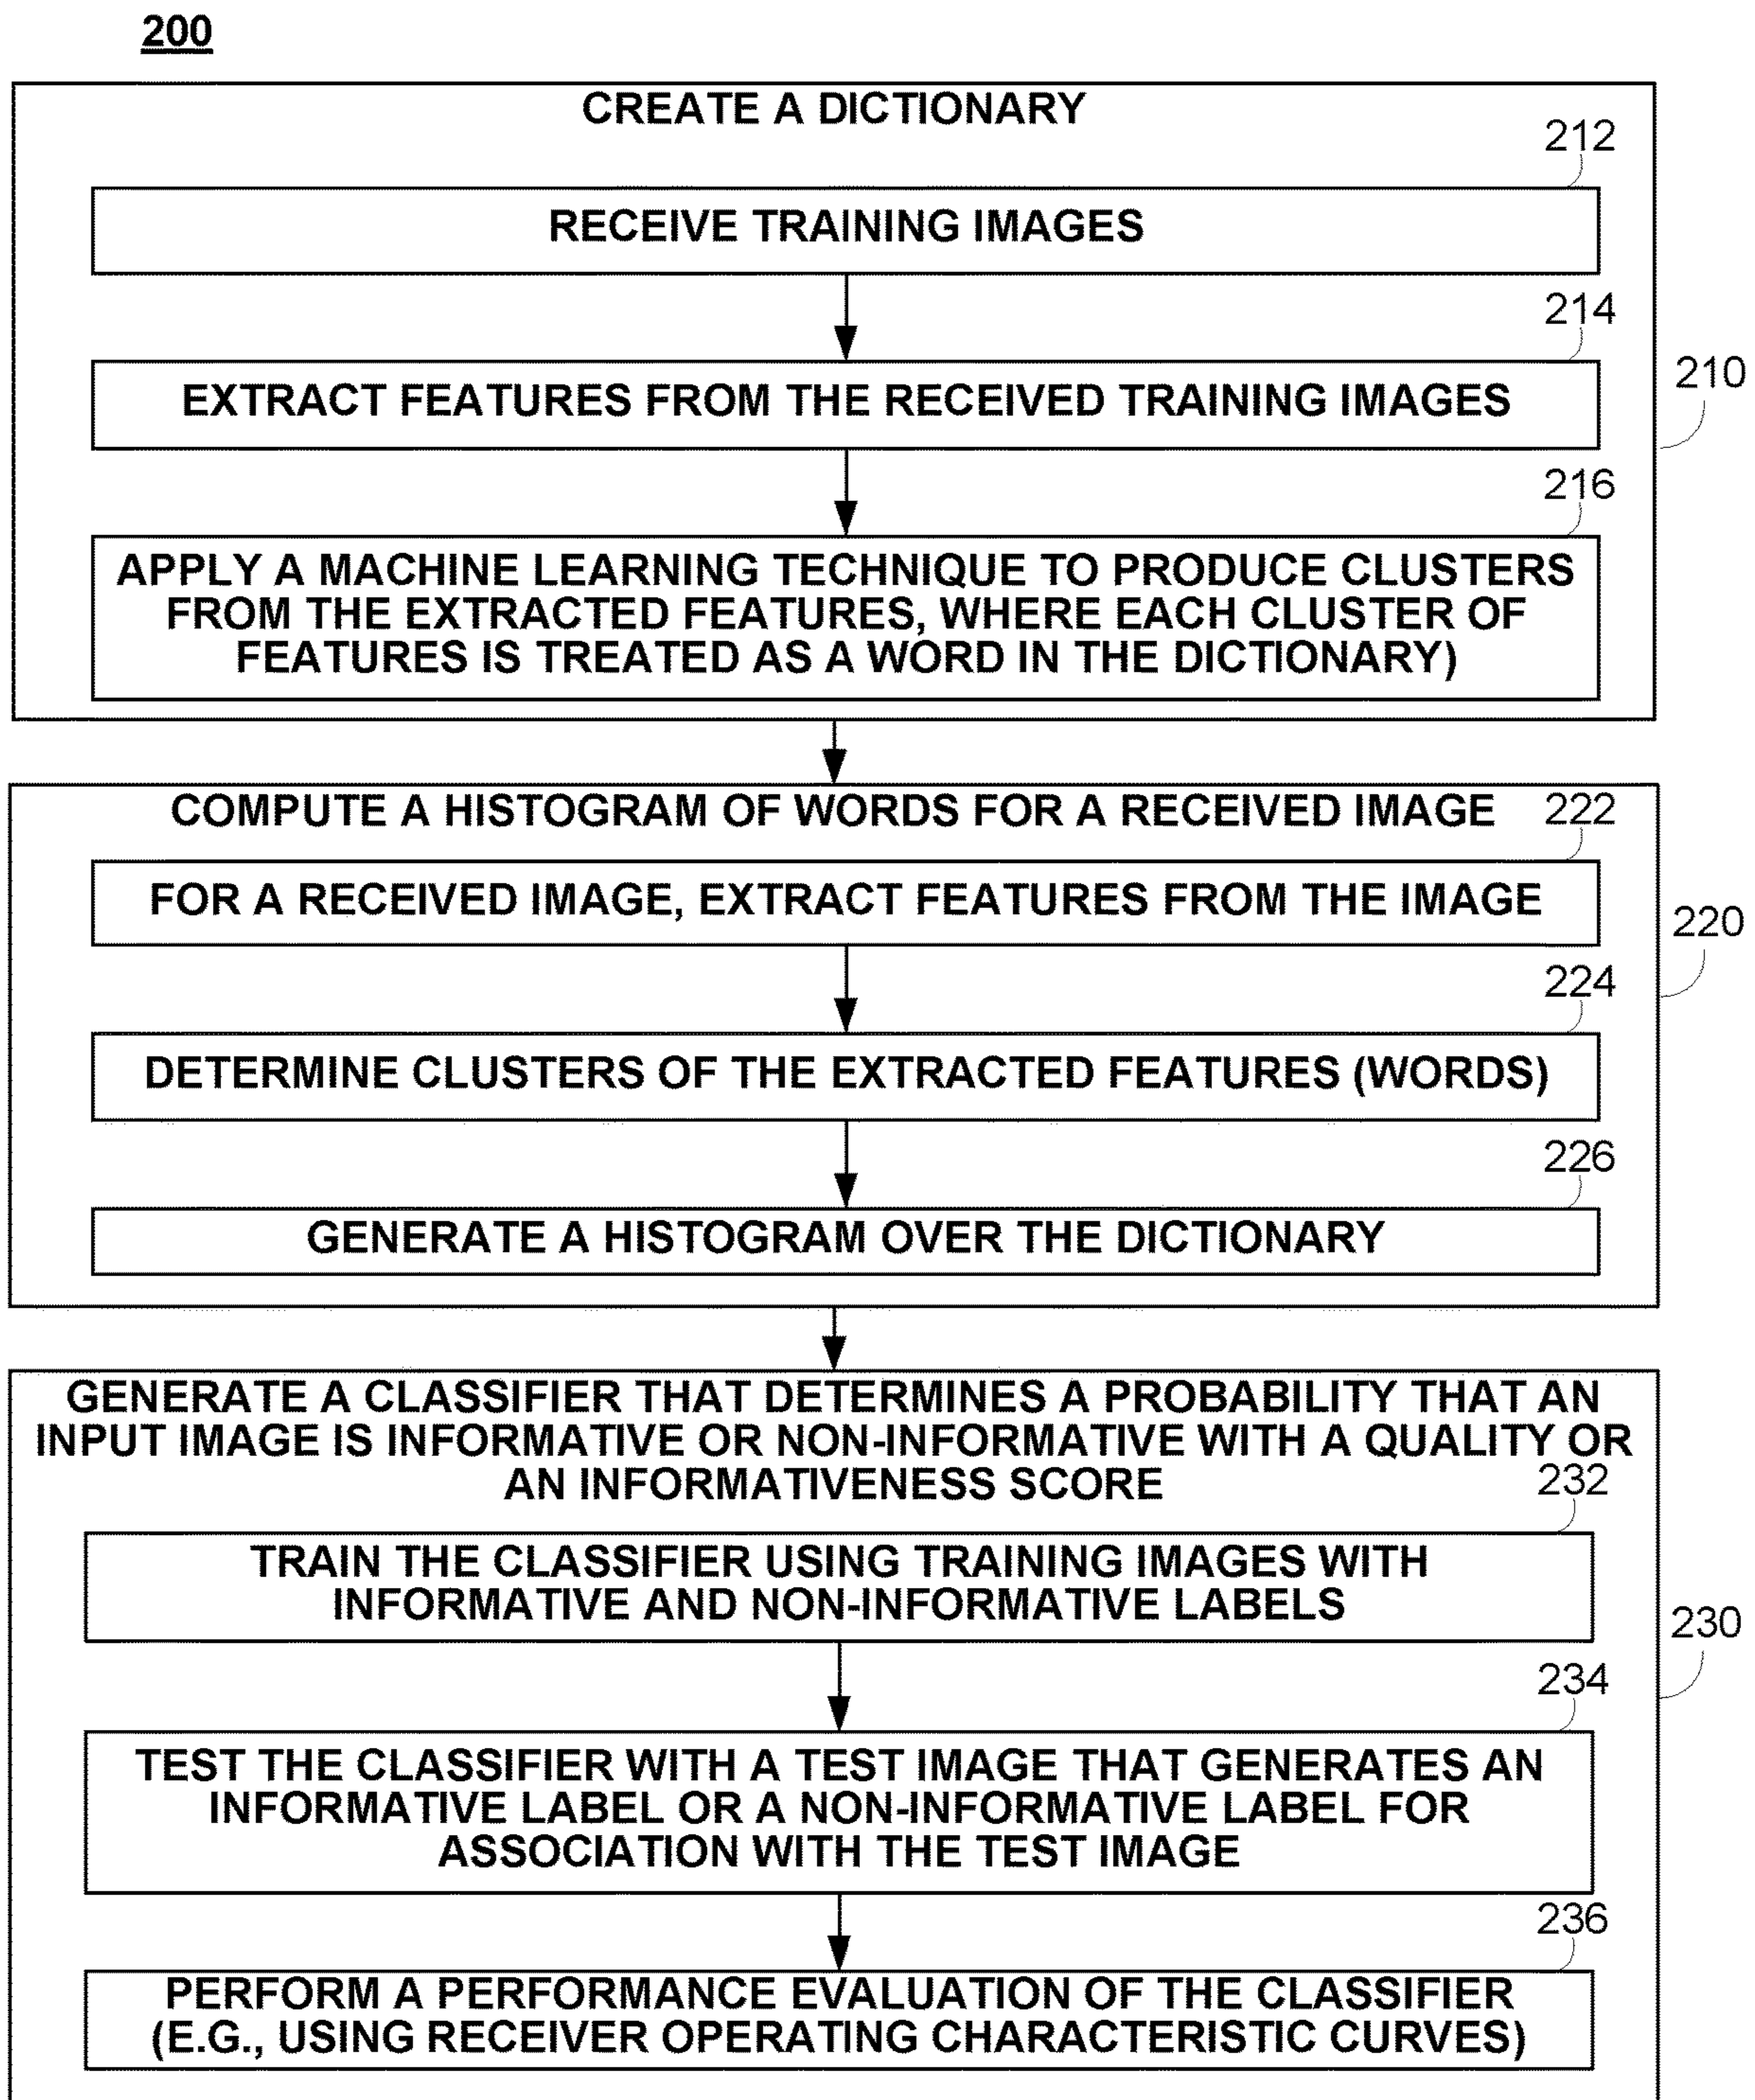 200
CREATE A DICTIONARY
212
RECEIVE TRAINING IMAGES
214
EXTRACT FEATURES FROM THE RECEIVED TRAINING IMAGES
210
216
APPLY A MACHINE LEARNING TECHNIQUE TO PRODUCE CLUSTERS
FROM THE EXTRACTED FEATURES, WHERE EACH CLUSTER OF
FEATURES IS TREATED AS A WORD IN THE DICTIONARY)
COMPUTE A HISTOGRAM OF WORDS FOR A RECEIVED IMAGE 222
FOR A RECEIVED IMAGE, EXTRACT FEATURES FROM THE IMAGE
220
224
DETERMINE CLUSTERS OF THE EXTRACTED FEATURES (WORDS)
226
GENERATE A HISTOGRAM OVER THE DICTIONARY
GENERATE A CLASSIFIER THAT DETERMINES A PROBABILITY THAT AN
INPUT IMAGE IS INFORMATIVE OR NON-INFORMATIVE WITH A QUALITY OR
AN INFORMATIVENESS SCORE 232
TRAIN THE CLASSIFIER USING TRAINING IMAGES WITH
INFORMATIVE AND NON-INFORMATIVE LABELS
230
234
TEST THE CLASSIFIER WITH A TEST IMAGE THAT GENERATES AN
INFORMATIVE LABEL OR A NON-INFORMATIVE LABEL FOR
ASSOCIATION WITH THE TEST IMAGE
236
PERFORM A PERFORMANCE EVALUATION OF THE CLASSIFIER
(E.G., USING RECEIVER OPERATING CHARACTERISTIC CURVES)